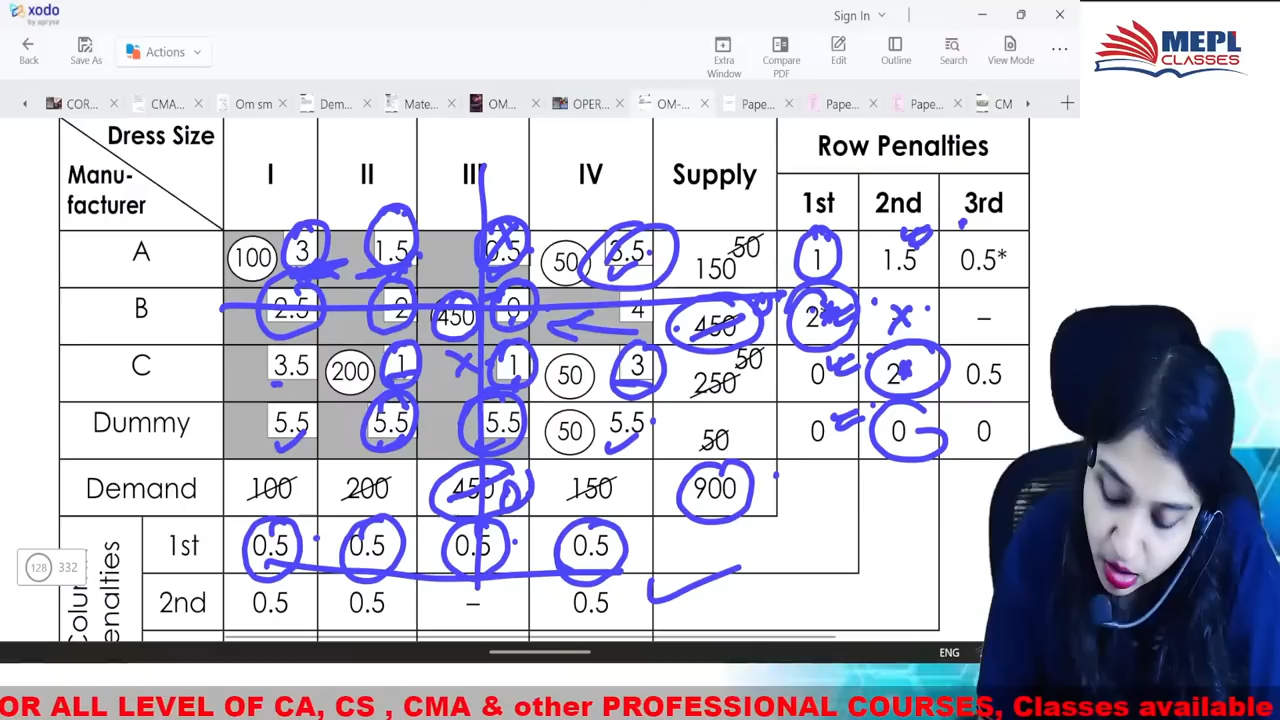 xodo
by apryse
Sign In
Back
Save As
Actions
Extra Window
Compare PDF
Edit
Outline
Search
View Mode
MEPL
CLASSES
COR...
CMA...
Om sm
Dem...
Mate...
OM...
OPER...
OM-...
Pape...
Pape...
Pape...
CM
Dress Size
Manu-
facturer
I II III IV Supply Row Penalties
1st 2nd 3rd
A 100 3 1.5 0.5 50 3.5 150 50 1 1.5 0.5*
B 2.5 2 450 0 4 450 2* x –
C 3.5 200 1 x 1 50 3 250 50 0 2* 0.5
Dummy 5.5 5.5 5.5 50 5.5 50 0 0 0
Demand 100 200 450 150 900
1st 0.5 0.5 0.5 0.5
2nd 0.5 0.5 – 0.5
128 332
ENG
OR ALL LEVEL OF CA, CS , CMA & other PROFESSIONAL COURSES, Classes available